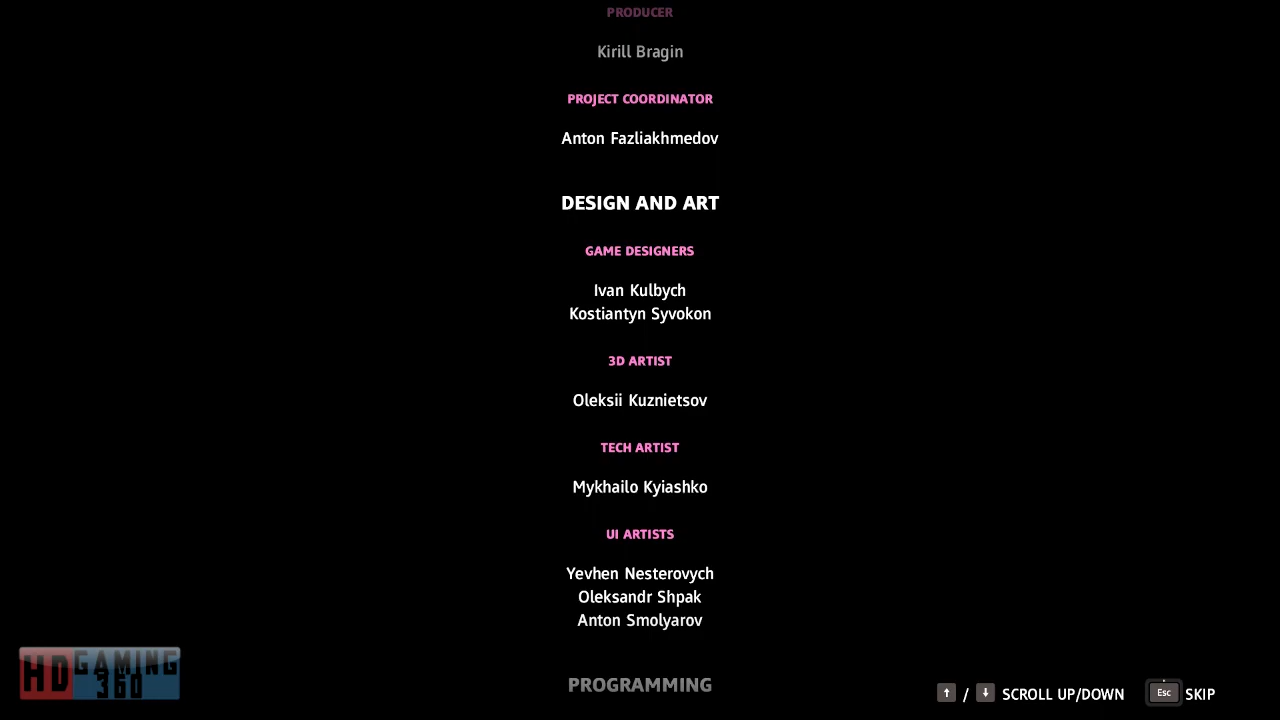 PRODUCER
Kirill Bragin
PROJECT COORDINATOR
Anton Fazliakhmedov
DESIGN AND ART
GAME DESIGNERS
Ivan Kulbych
Kostiantyn Syvokon
3D ARTIST
Oleksii Kuznietsov
TECH ARTIST
Mykhailo Kyiashko
UI ARTISTS
Yevhen Nesterovych
Oleksandr Shpak
Anton Smolyarov
PROGRAMMING
HD GAMING 360
↑ / ↓ SCROLL UP/DOWN Esc SKIP